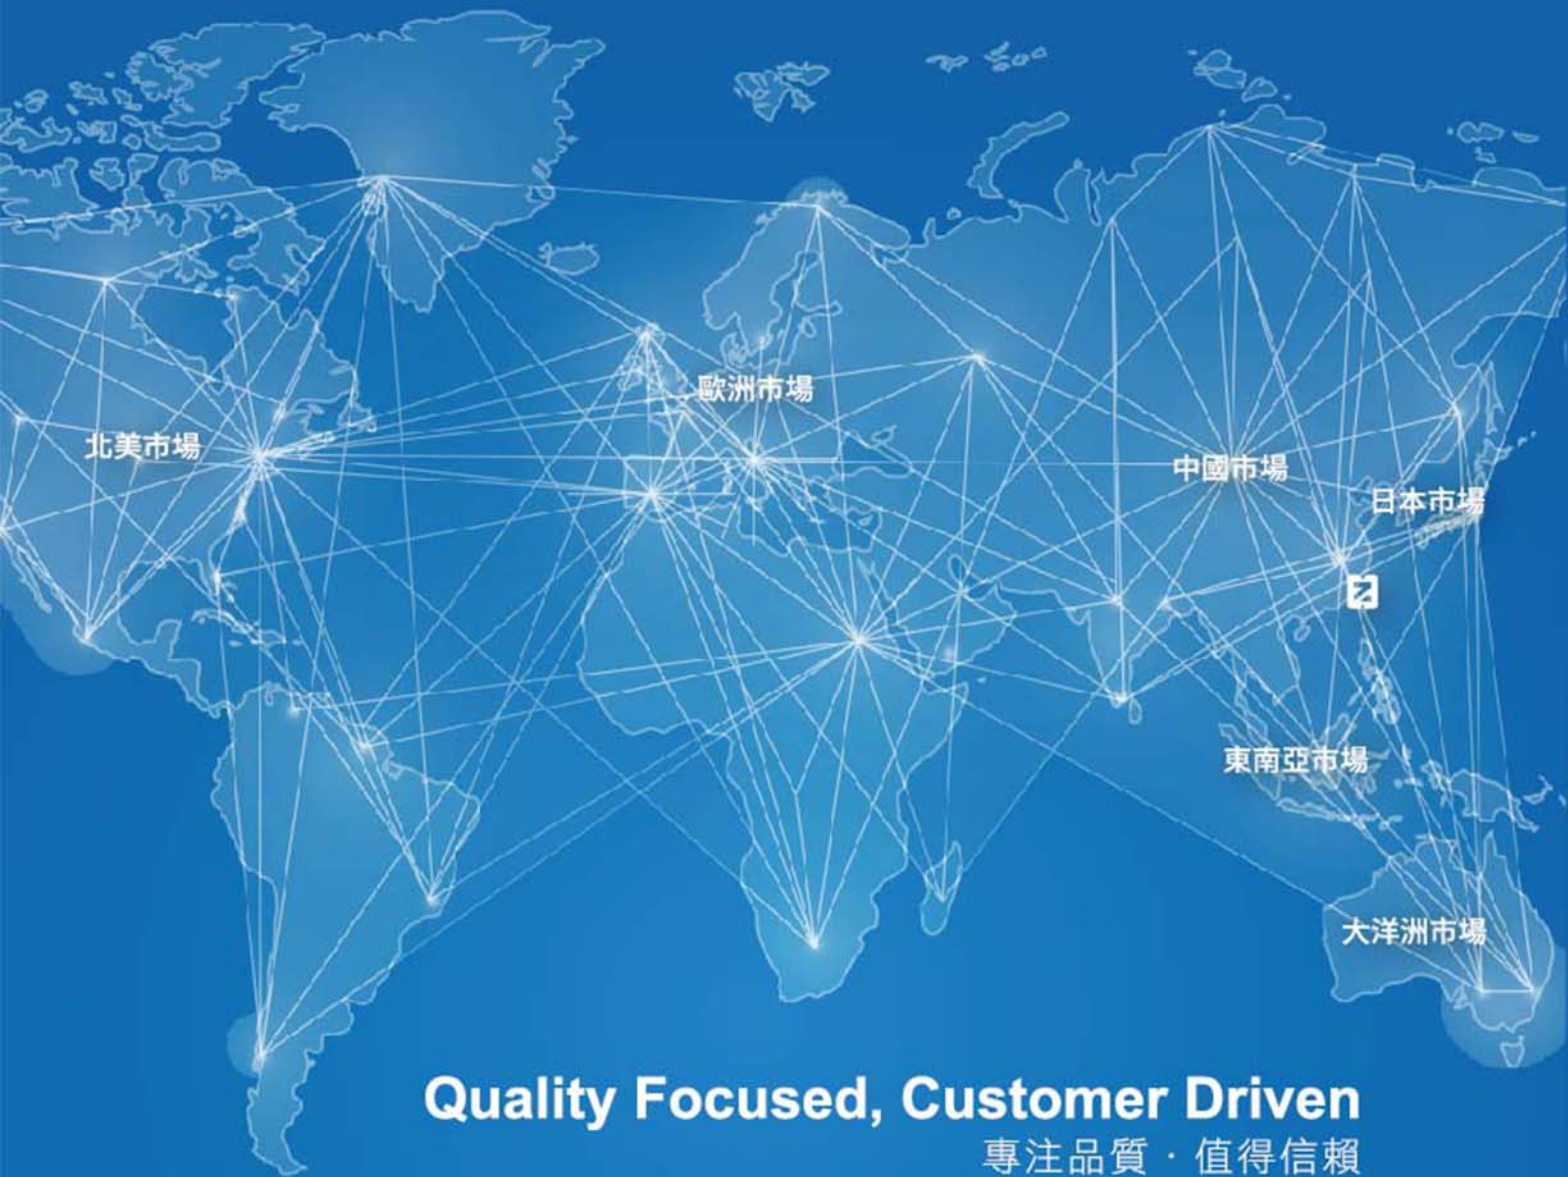 歐洲市場
北美市場
中國市場
日本市場
東南亞市場
大洋洲市場
Quality Focused, Customer Driven
專注品質 · 值得信賴